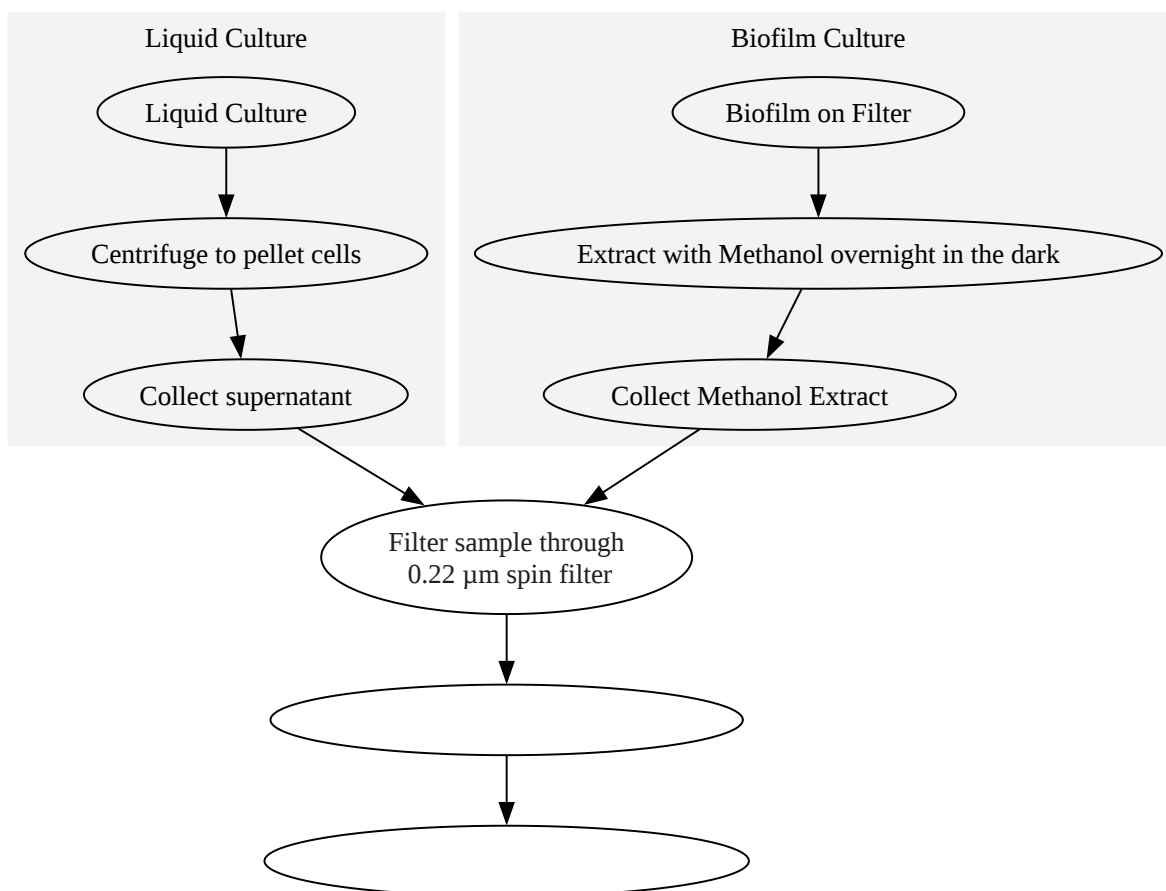 Liquid Culture
Biofilm Culture
Liquid Culture
Biofilm on Filter
Centrifuge to pellet cells
Extract with Methanol overnight in the dark
Collect supernatant
Collect Methanol Extract
Filter sample through
0.22 µm spin filter